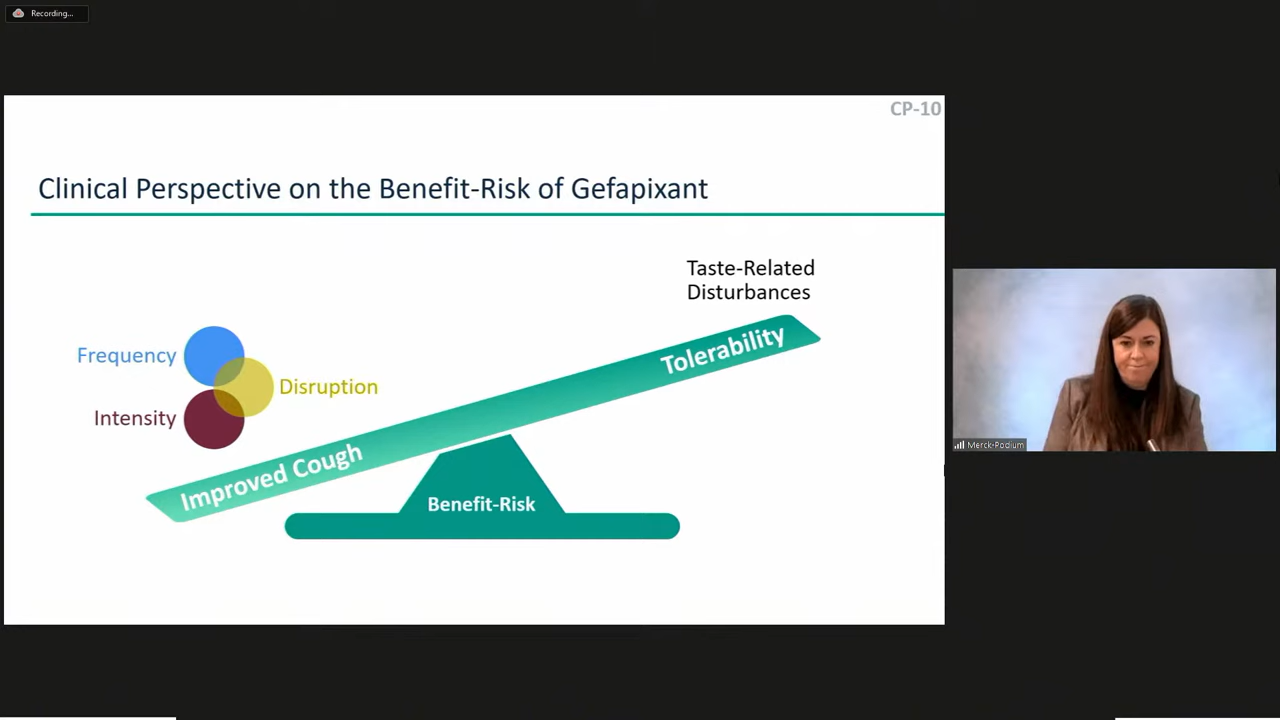 Recording...
CP-10
Clinical Perspective on the Benefit-Risk of Gefapixant
Taste-Related
Disturbances
Frequency
Disruption
Intensity
Tolerability
Improved Cough
Benefit-Risk
Merck-Podium